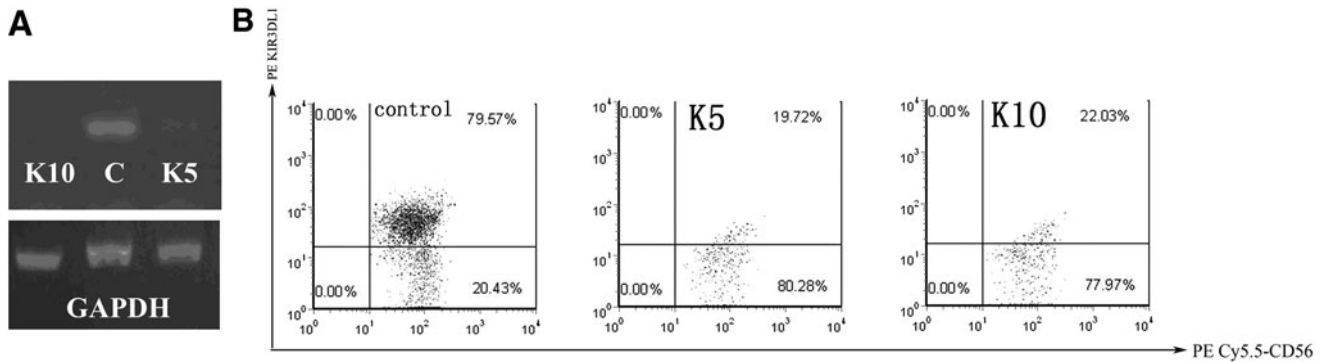 A
K10 C K5
GAPDH
B
PE KIR3DL1
control
0.00% 79.57%
0.00% 20.43%
10⁴
10³
10²
10¹
10⁰
10⁰ 10¹ 10² 10³ 10⁴
K5
0.00% 19.72%
0.00% 80.28%
10⁴
10³
10²
10¹
10⁰
10⁰ 10¹ 10² 10³ 10⁴
K10
0.00% 22.03%
0.00% 77.97%
10⁴
10³
10²
10¹
10⁰
10⁰ 10¹ 10² 10³ 10⁴
PE Cy5.5-CD56